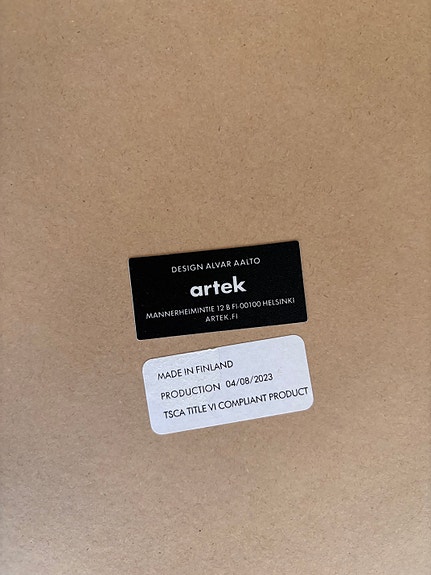 DESIGN ALVAR AALTO
artek
MANNERHEIMINTIE 12 B FI-00100 HELSINKI
ARTEK.FI
MADE IN FINLAND
PRODUCTION 04/08/2023
TSCA TITLE VI COMPLIANT PRODUCT